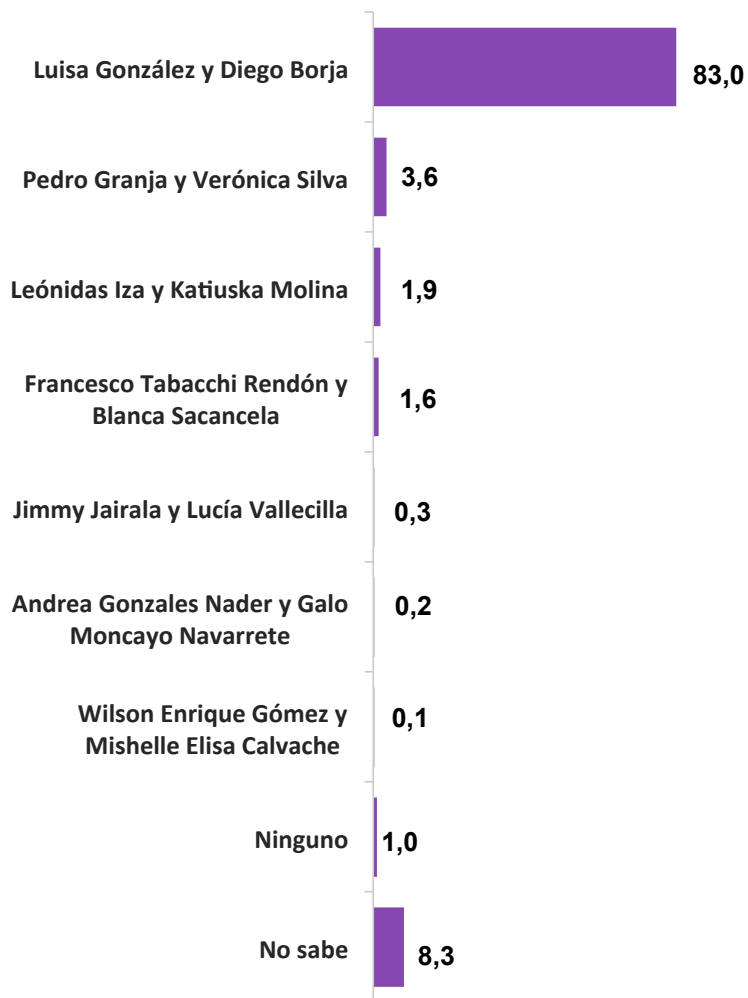 Luisa González y Diego Borja
83,0
Pedro Granja y Verónica Silva
3,6
Leónidas Iza y Katiuska Molina
1,9
Francesco Tabacchi Rendón y
Blanca Sacancela
1,6
Jimmy Jairala y Lucía Vallecilla
0,3
Andrea Gonzales Nader y Galo
Moncayo Navarrete
0,2
Wilson Enrique Gómez y
Mishelle Elisa Calvache
0,1
Ninguno
1,0
No sabe
8,3